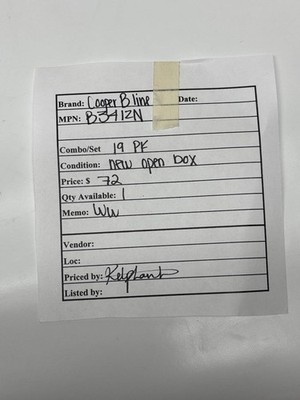 Brand: Cooper B line Date:
MPN: B3412N
Combo/Set 19 PK
Condition: new open box
Price: $ 72
Qty Available: 1
Memo: WW
Vendor:
Loc:
Priced by:
Listed by: